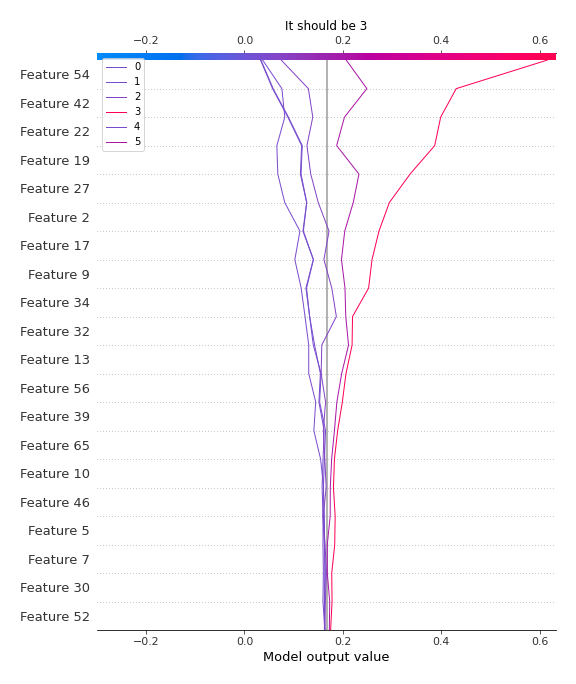 It should be 3
−0.2 0.0 0.2 0.4 0.6
0
1
2
3
4
5
Feature 54
Feature 42
Feature 22
Feature 19
Feature 27
Feature 2
Feature 17
Feature 9
Feature 34
Feature 32
Feature 13
Feature 56
Feature 39
Feature 65
Feature 10
Feature 46
Feature 5
Feature 7
Feature 30
Feature 52
−0.2 0.0 0.2 0.4 0.6
Model output value